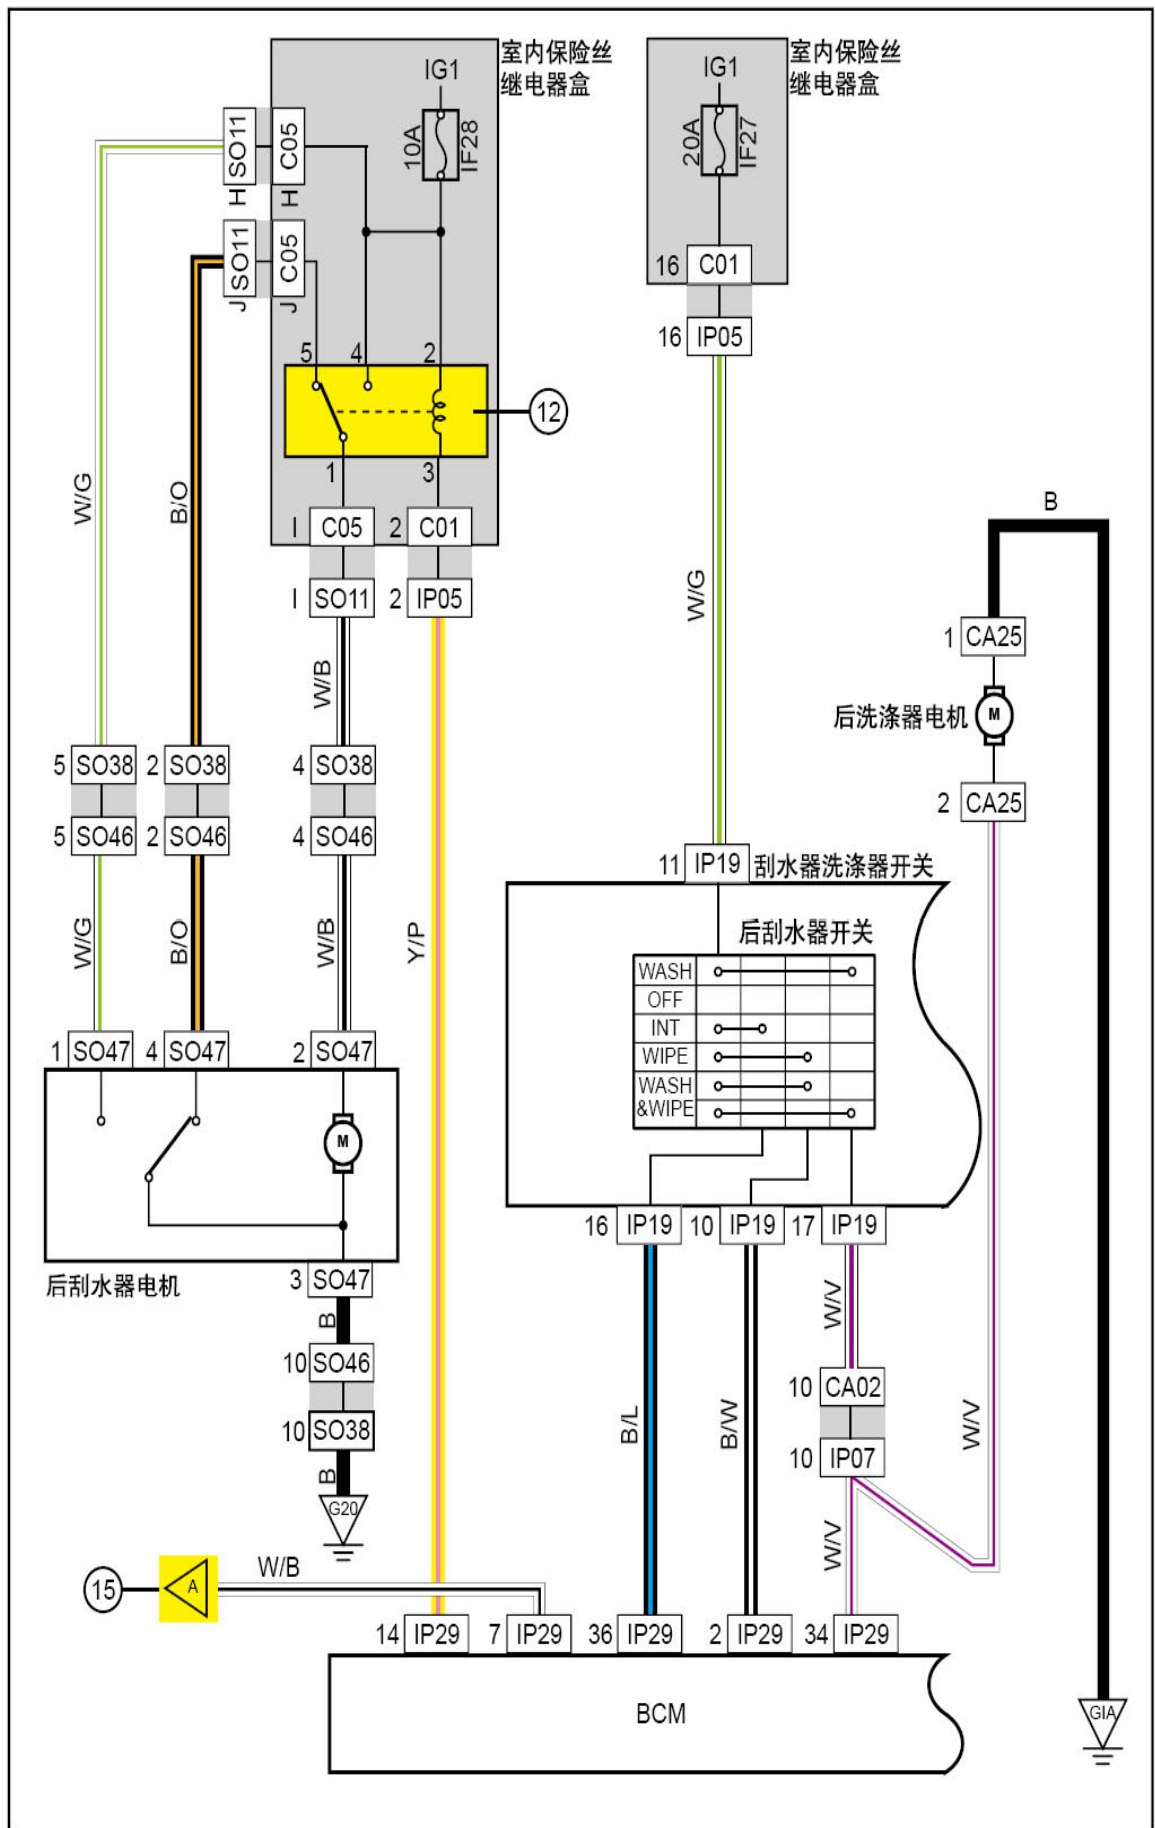 室内保险丝
继电器盒
IG1
10A
IF28
SO11
C05
H
H
SO11
C05
J
J
5
4
2
12
1
3
I
C05
2
C01
I
SO11
2
IP05
W/G
B/O
W/B
5
SO38
2
SO38
4
SO38
5
SO46
2
SO46
4
SO46
W/G
B/O
W/B
Y/P
1
SO47
4
SO47
2
SO47
M
后刮水器电机
3
SO47
B
10
SO46
10
SO38
B
G20
15
A
W/B
室内保险丝
继电器盒
IG1
20A
IF27
16
C01
16
IP05
W/G
B
1
CA25
后洗涤器电机
M
2
CA25
11
IP19
刮水器洗涤器开关
后刮水器开关
WASH
OFF
INT
WIPE
WASH
&WIPE
16
IP19
10
IP19
17
IP19
W/V
10
CA02
10
IP07
B/L
B/W
W/V
W/V
14
IP29
7
IP29
36
IP29
2
IP29
34
IP29
BCM
GIA